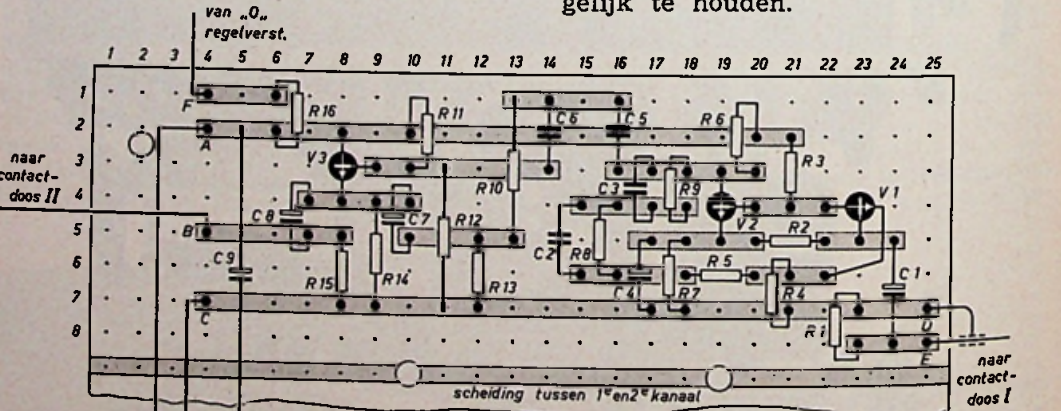 gelijk te houden.
van „O„
regelverst.
1 2 3 4 5 6 7 8 9 10 11 12 13 14 15 16 17 18 19 20 21 22 23 24 25
1
F
R16
R11
C6
C5
R6
2
A
R3
naar
contact-
doos II
3
V3
R10
C3
R9
V1
4
C8
C7
R12
V2
5
B
C2
R8
R2
6
C9
R15
R14
R13
C4
R7
R5
R4
C1
7
C
R1
D
8
E
naar
contact-
doos I
scheiding tussen 1e en 2e kanaal